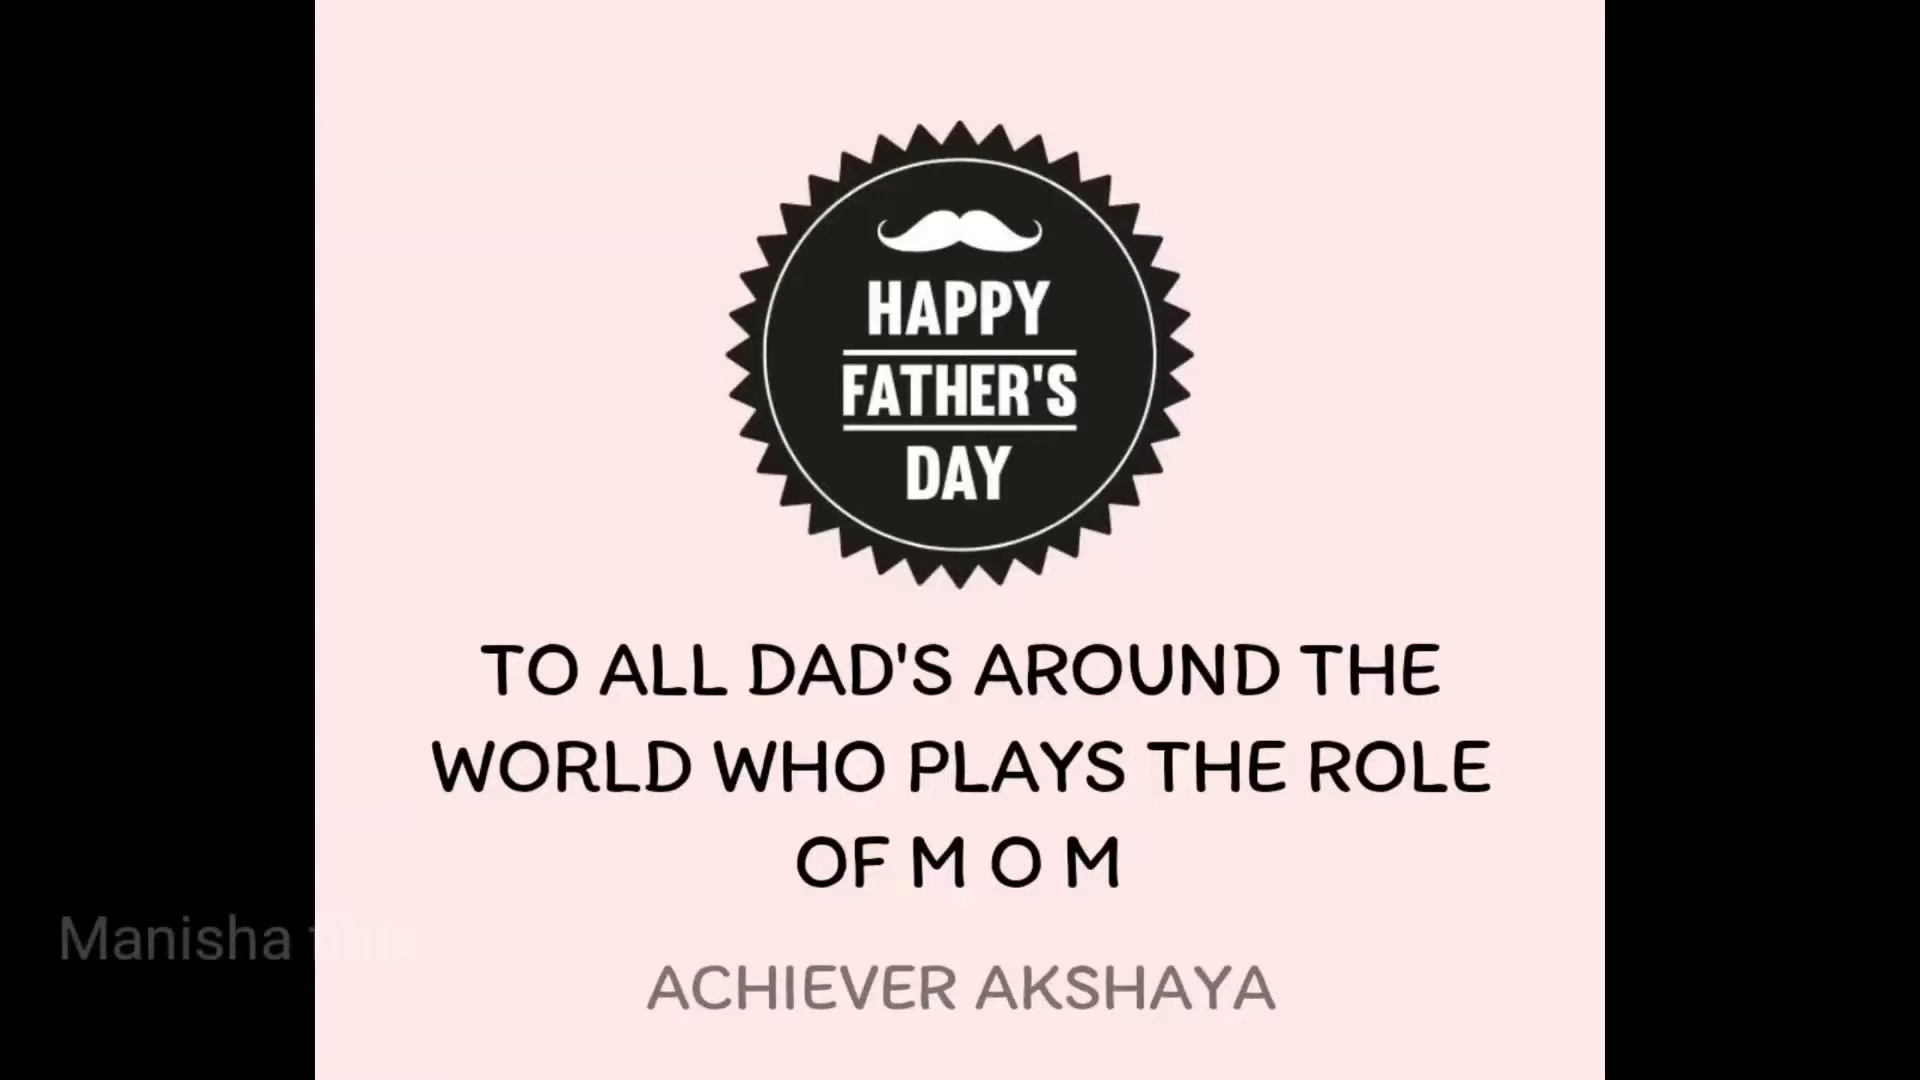 HAPPY
FATHER'S
DAY
TO ALL DAD'S AROUND THE
WORLD WHO PLAYS THE ROLE
OF M O M
Manisha
ACHIEVER AKSHAYA